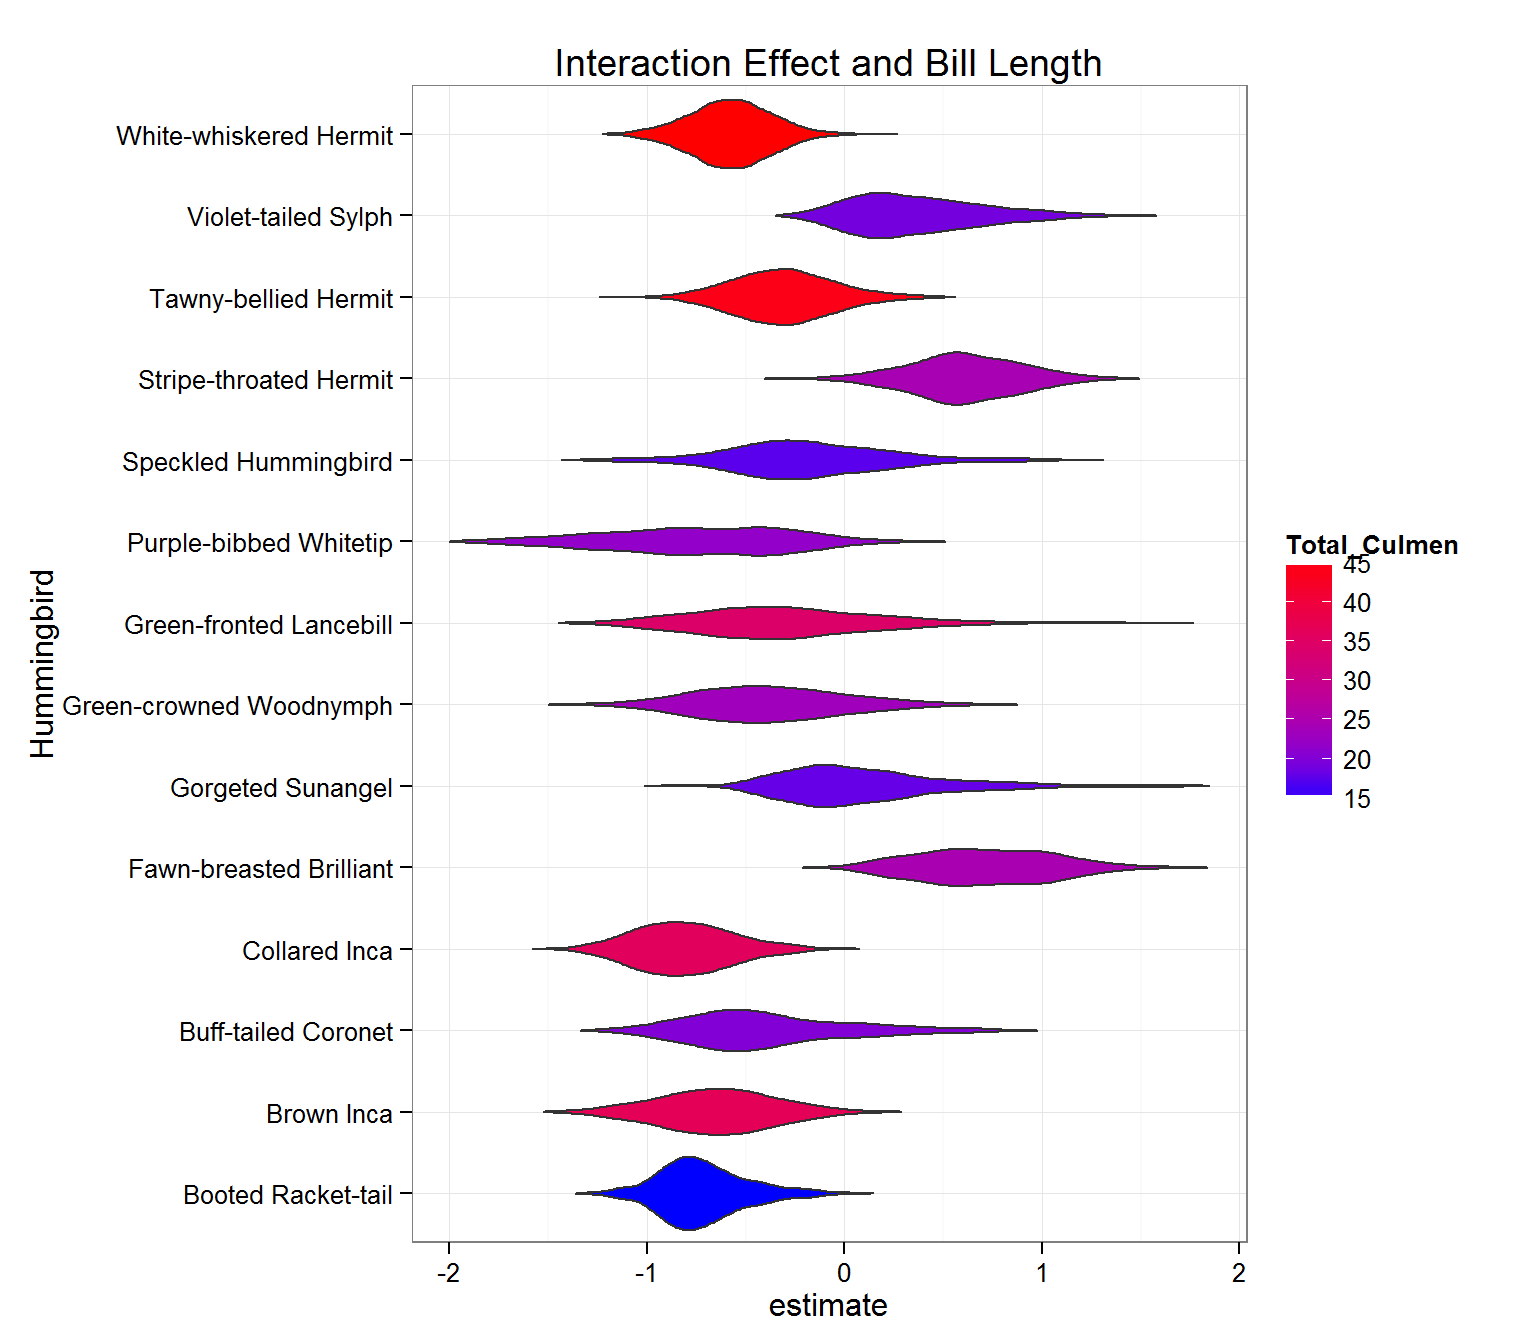 Interaction Effect and Bill Length
White-whiskered Hermit
Violet-tailed Sylph
Tawny-bellied Hermit
Stripe-throated Hermit
Speckled Hummingbird
Purple-bibbed Whitetip
Green-fronted Lancebill
Green-crowned Woodnymph
Gorgeted Sunangel
Fawn-breasted Brilliant
Collared Inca
Buff-tailed Coronet
Brown Inca
Booted Racket-tail
Hummingbird
-2 -1 0 1 2
estimate
Total_Culmen
45
40
35
30
25
20
15